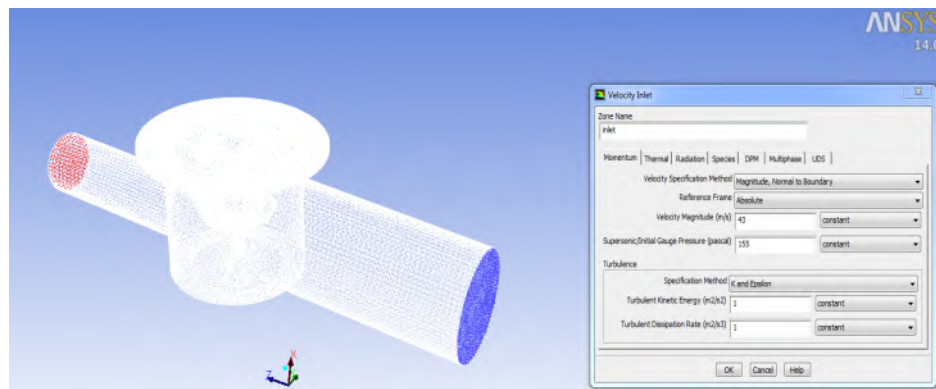 ANSYS
14.0
Velocity Inlet
Zone Name
inlet
Momentum Thermal Radiation Species DPM Multiphase UDS
Velocity Specification Method Magnitude, Normal to Boundary
Reference Frame Absolute
Velocity Magnitude (m/s) 43 constant
Supersonic/Initial Gauge Pressure (pascal) 155 constant
Turbulence
Specification Method K and Epsilon
Turbulent Kinetic Energy (m2/s2) 1 constant
Turbulent Dissipation Rate (m2/s3) 1 constant
OK Cancel Help
X
Z